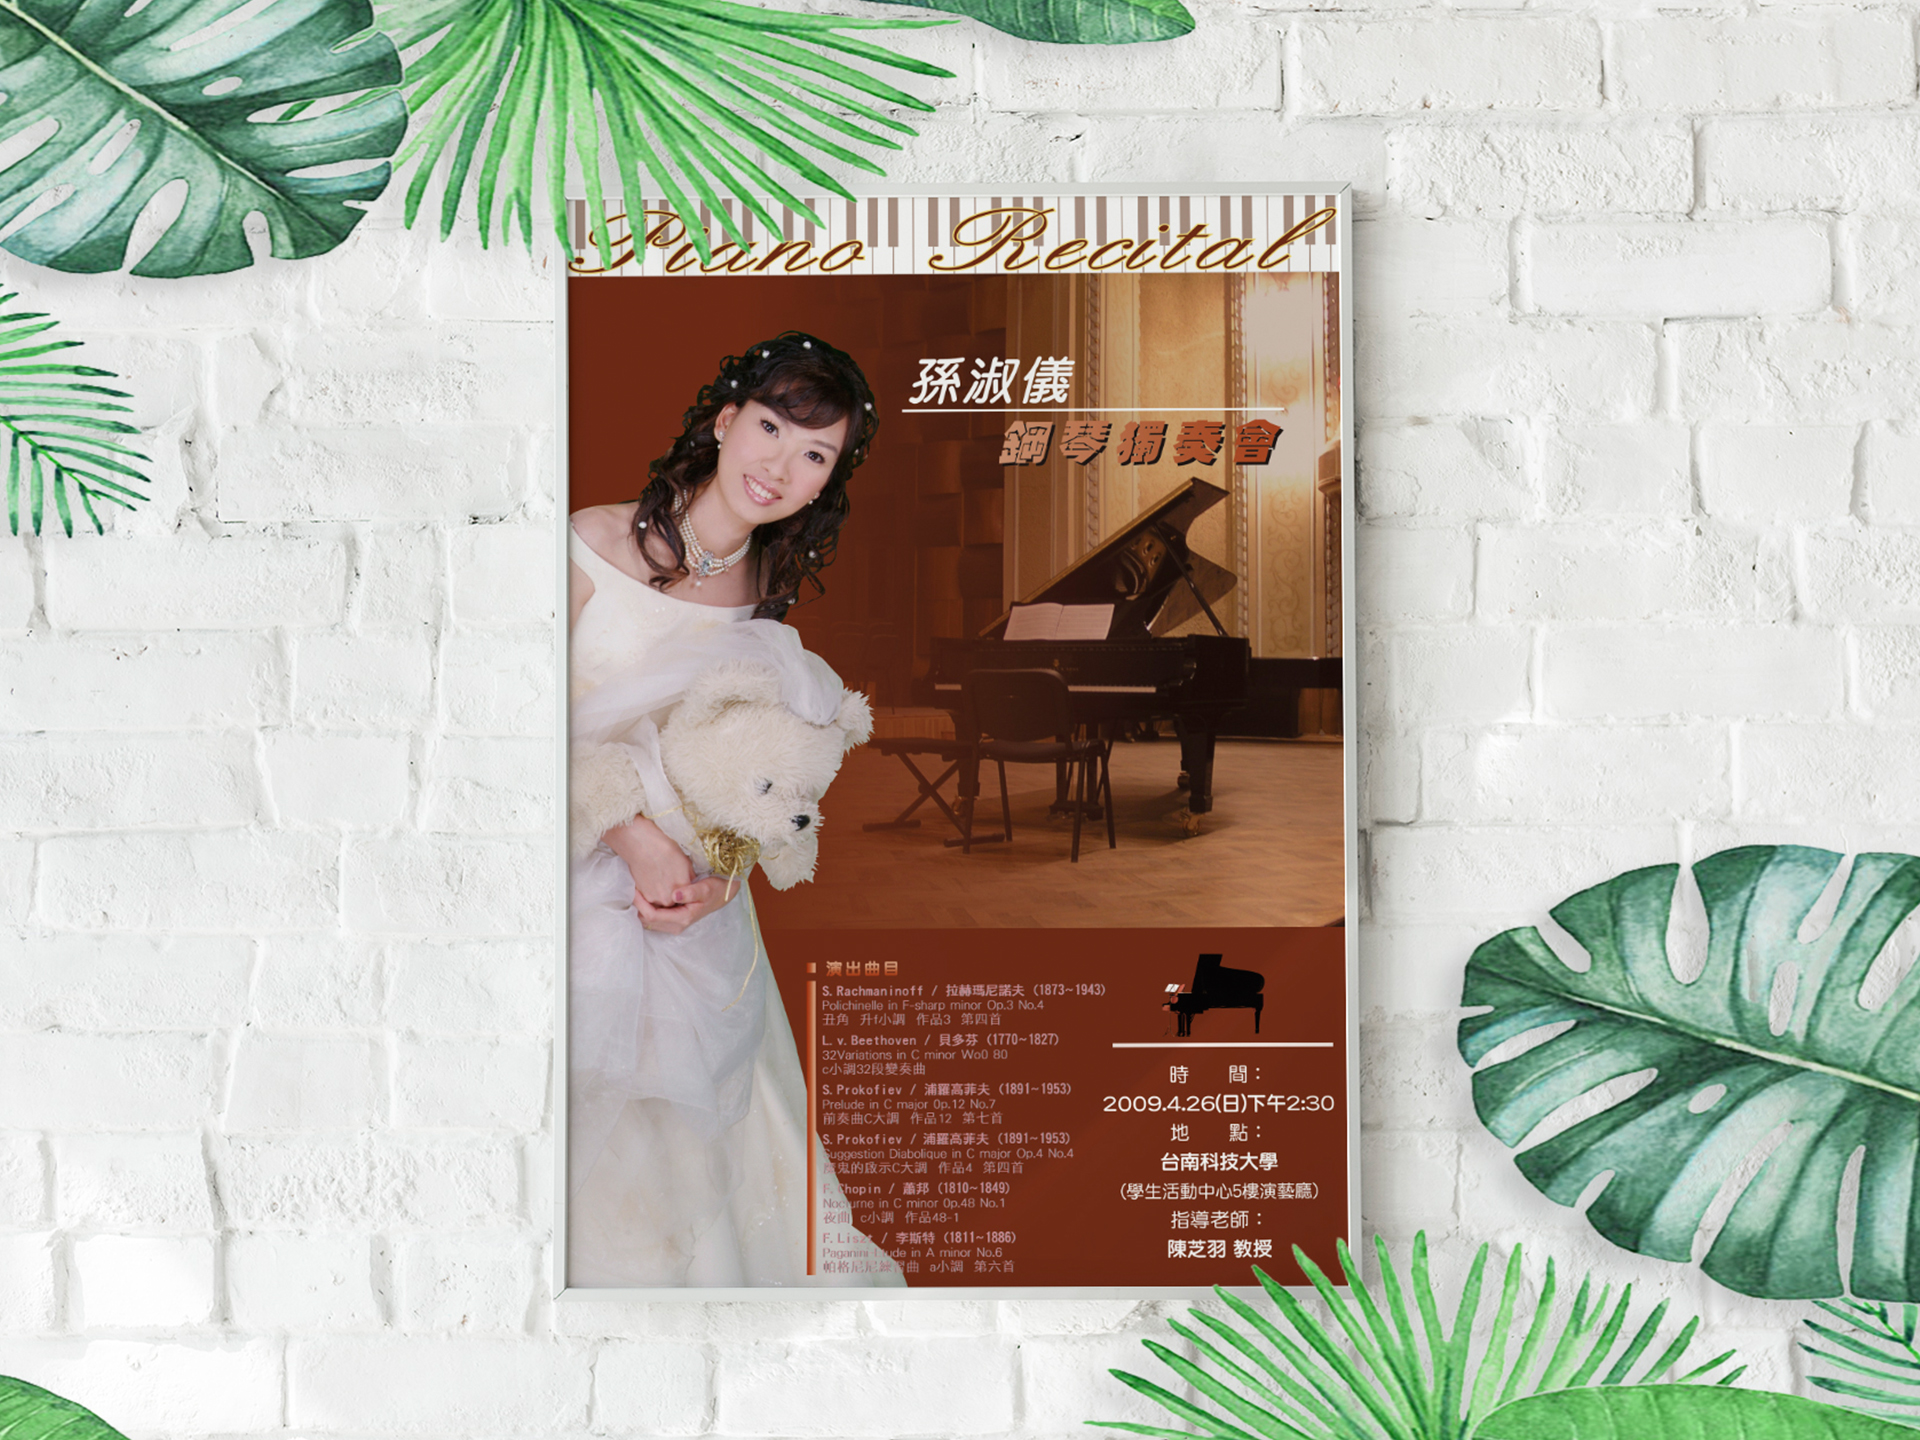 Piano Recital
孫淑儀
鋼琴獨奏會
演出曲目
S.Rachmaninoff / 拉赫瑪尼諾夫 (1873~1943)
Polichinelle in F-sharp minor Op.3 No.4
丑角 升f小調 作品3 第四首
L.v.Beethoven / 貝多芬 (1770~1827)
32Variations in C minor WoO 80
c小調32段變奏曲
S.Prokofiev / 浦羅高菲夫 (1891~1953)
Prelude in C major Op.12 No.7
前奏曲C大調 作品12 第七首
S.Prokofiev / 浦羅高菲夫 (1891~1953)
Suggestion Diabolique in C major Op.4 No.4
魔鬼的啟示C大調 作品4 第四首
F.Chopin / 蕭邦 (1810~1849)
Nocturne in C minor Op.48 No.1
夜曲 c小調 作品48-1
F.Liszt / 李斯特 (1811~1886)
Paganini Etude in A minor No.6
帕格尼尼練習曲 a小調 第六首
時 間：
2009.4.26(日)下午2:30
地 點：
台南科技大學
(學生活動中心5樓演藝廳)
指導老師：
陳芝羽 教授